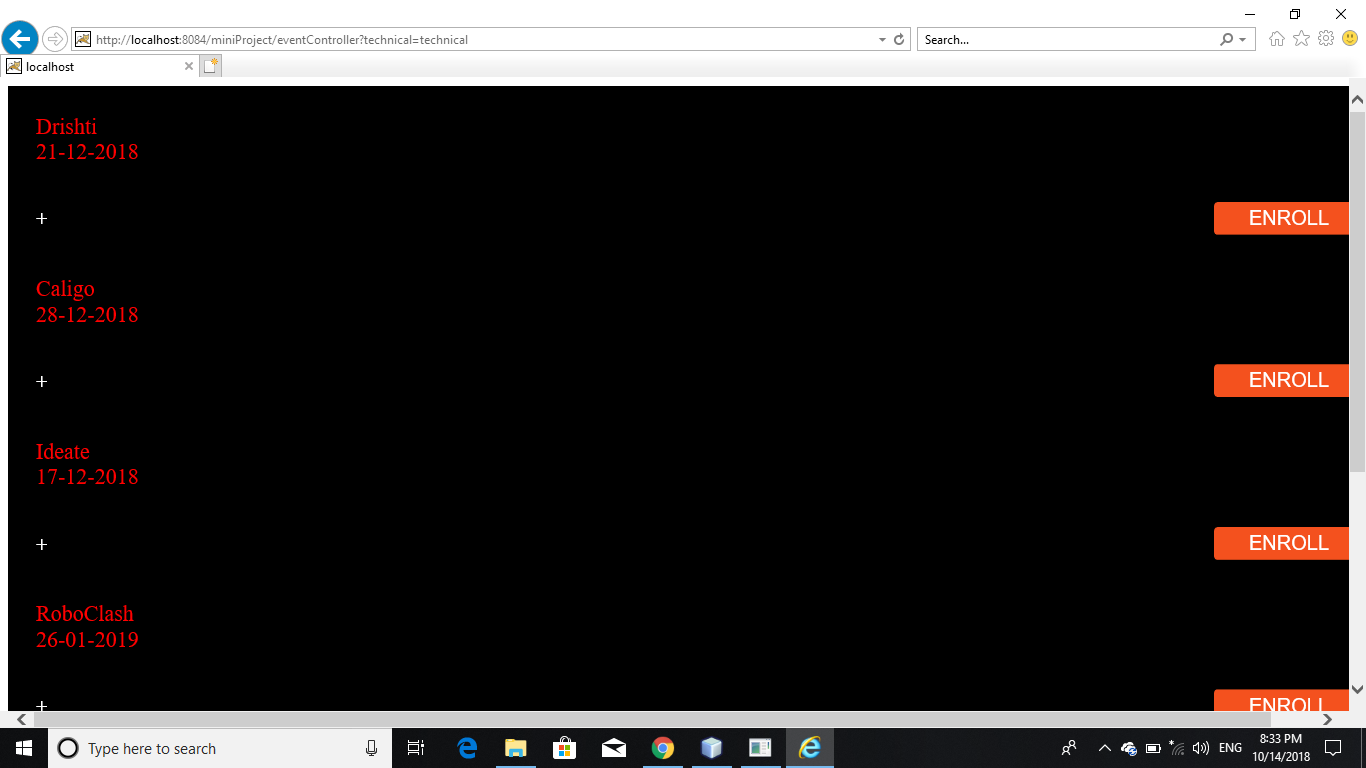 http://localhost:8084/miniProject/eventController?technical=technical
Search...
localhost
Drishti
21-12-2018
+
ENROLL
Caligo
28-12-2018
+
ENROLL
Ideate
17-12-2018
+
ENROLL
RoboClash
26-01-2019
+
ENROLL
Type here to search
ENG
8:33 PM
10/14/2018